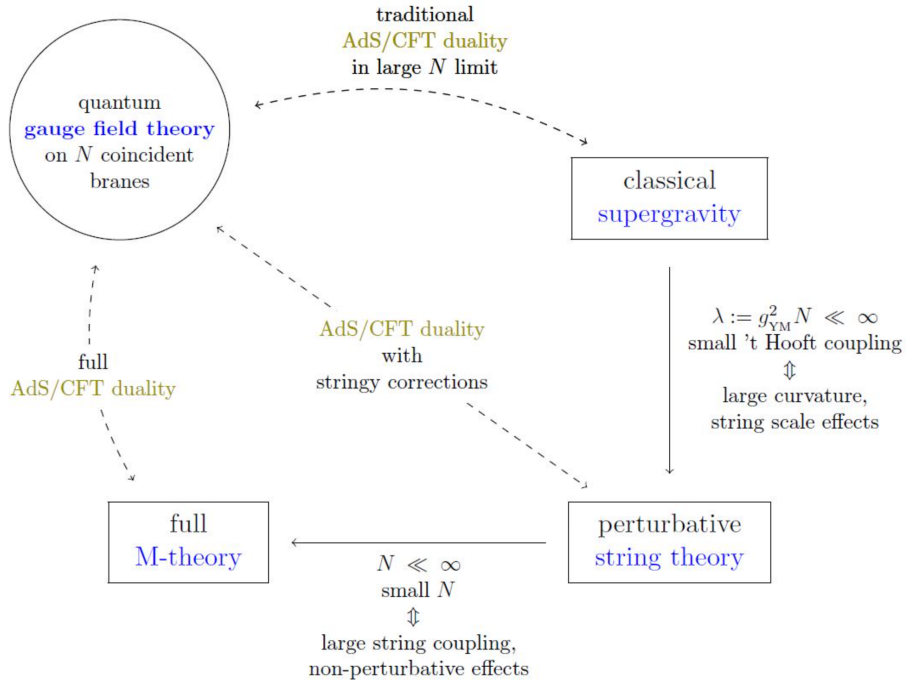 traditional
AdS/CFT duality
in large N limit
quantum
gauge field theory
on N coincident
branes
classical
supergravity
λ := g²_YM N ≪ ∞
small 't Hooft coupling
⇕
large curvature,
string scale effects
AdS/CFT duality
with
stringy corrections
full
AdS/CFT duality
full
M-theory
perturbative
string theory
N ≪ ∞
small N
⇕
large string coupling,
non-perturbative effects